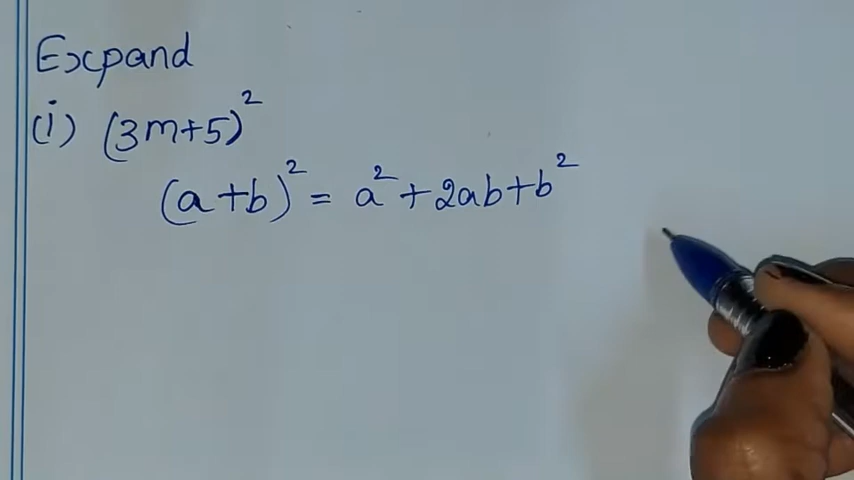 Expand
(i) (3m+5)²
(a+b)² = a²+2ab+b²